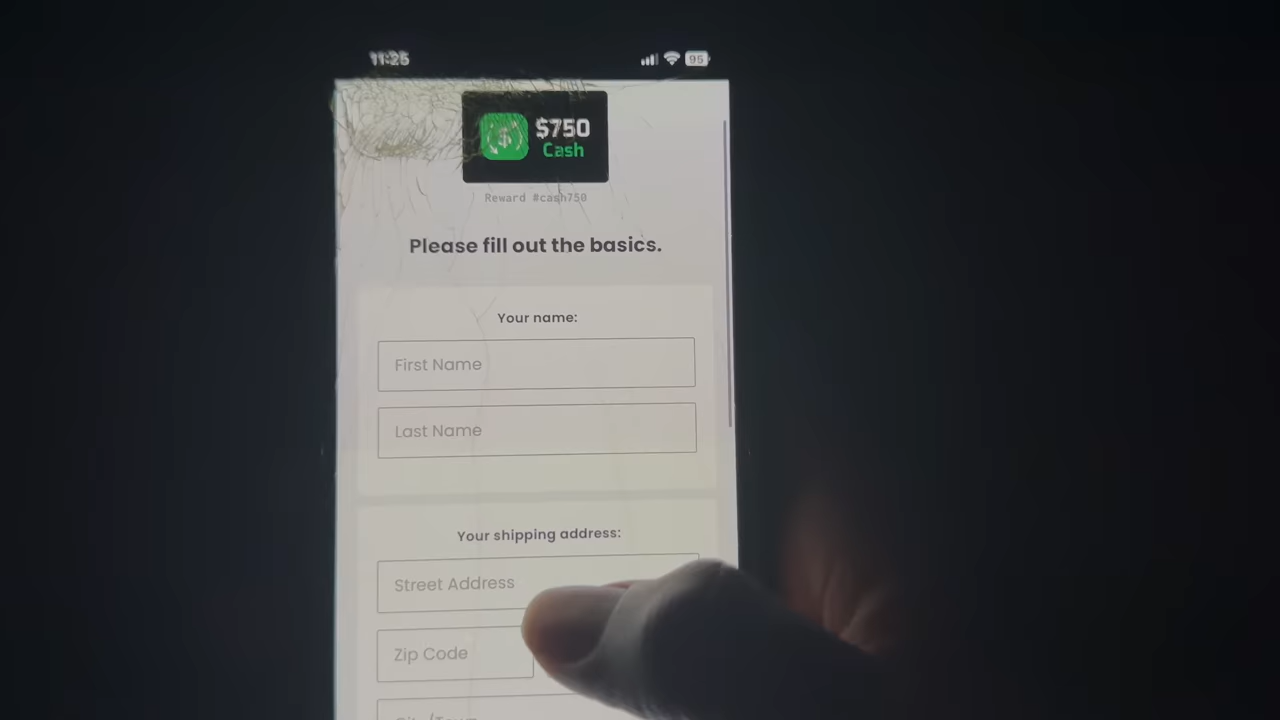 11:25
95
$750
Cash
Reward #cash750
Please fill out the basics.
Your name:
First Name
Last Name
Your shipping address:
Street Address
Zip Code